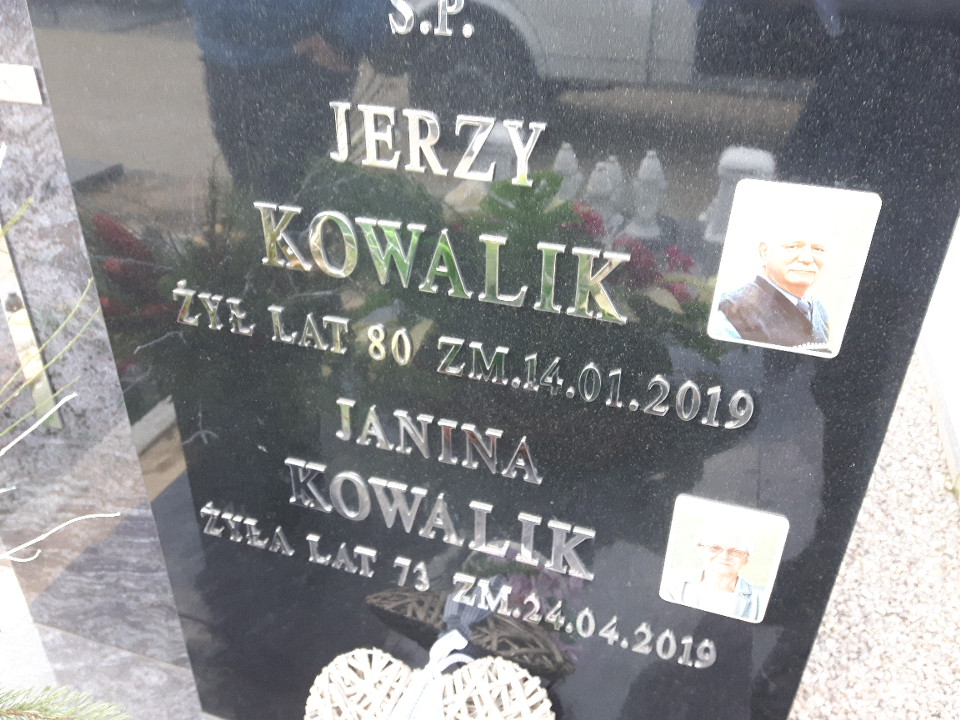 Ś.P.
JERZY
KOWALIK
ŻYŁ LAT 80 ZM.14.01.2019
JANINA
KOWALIK
ŻYŁA LAT 73 ZM.24.04.2019